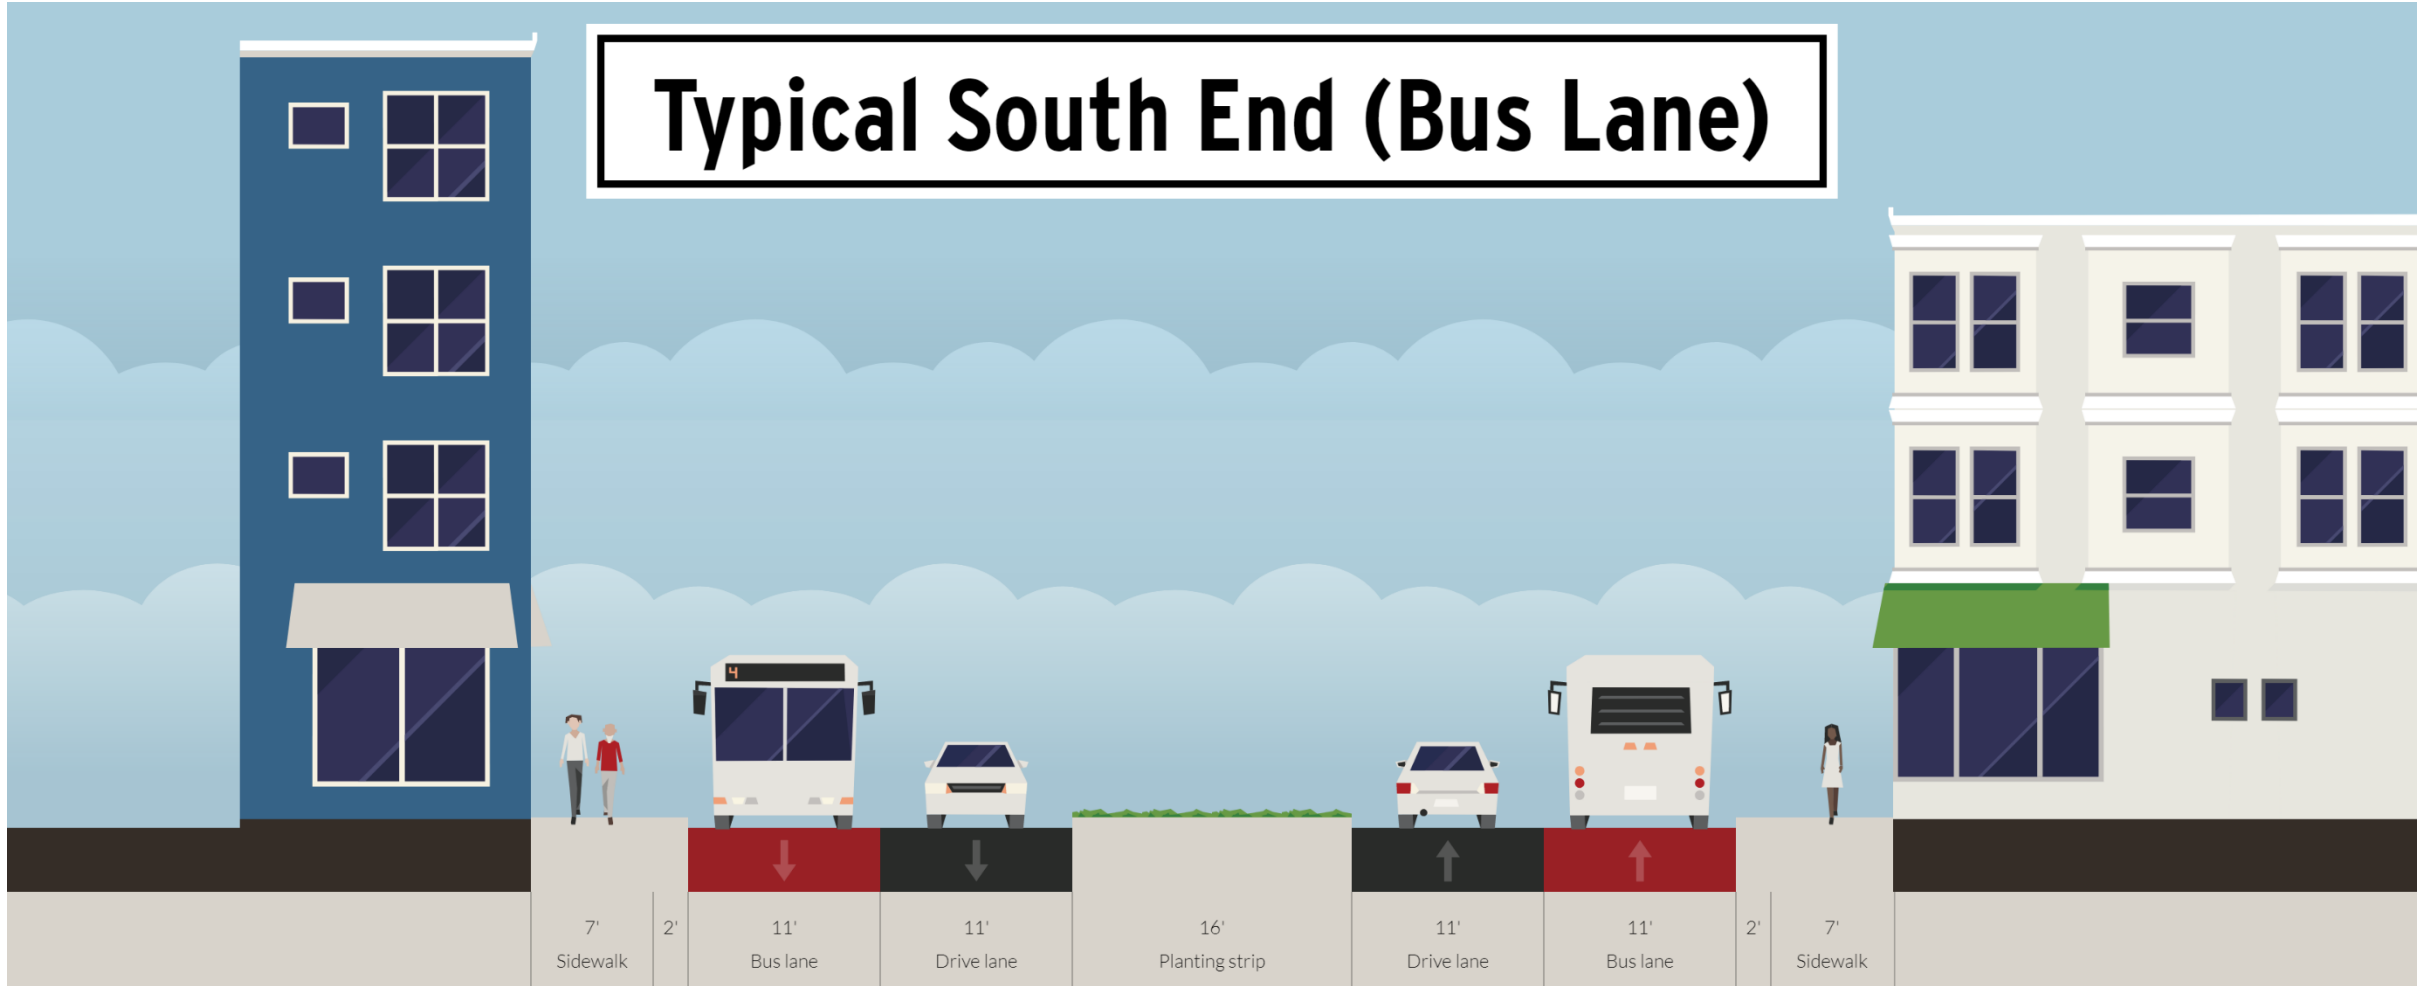 Typical South End (Bus Lane)
4
7' 2' 11' 11' 16' 11' 11' 2' 7'
Sidewalk Bus lane Drive lane Planting strip Drive lane Bus lane Sidewalk